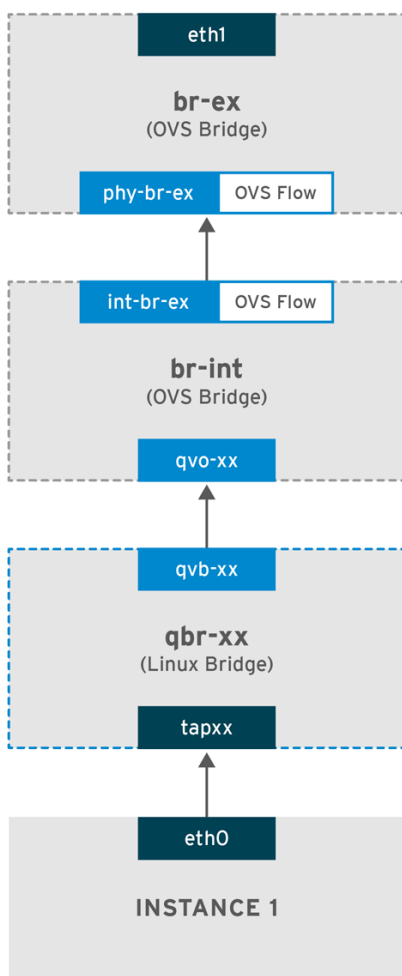 eth1
br-ex
(OVS Bridge)
phy-br-ex OVS Flow
int-br-ex OVS Flow
br-int
(OVS Bridge)
qvo-xx
qvb-xx
qbr-xx
(Linux Bridge)
tapxx
eth0
INSTANCE 1